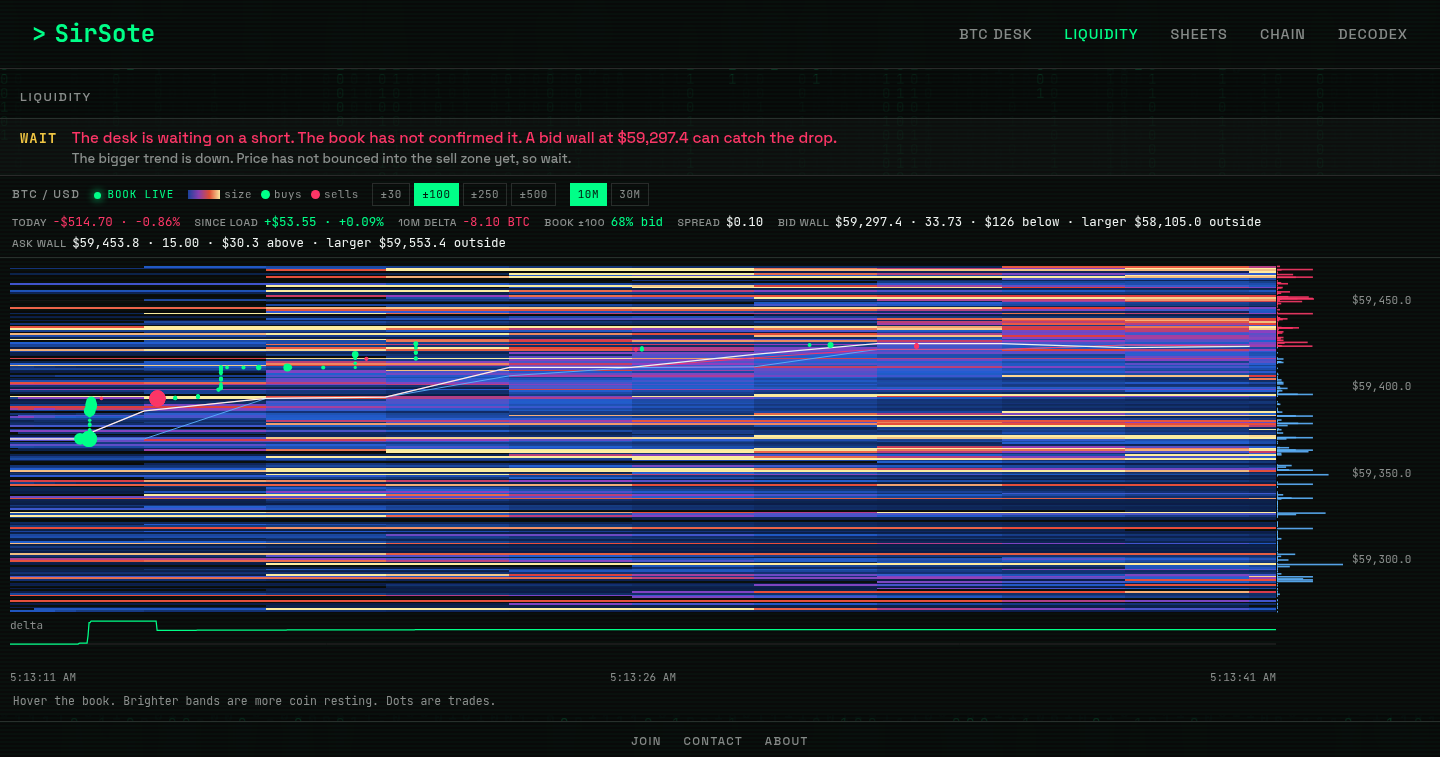 > SirSote
BTC DESK LIQUIDITY SHEETS CHAIN DECODEX
LIQUIDITY
WAIT The desk is waiting on a short. The book has not confirmed it. A bid wall at $59,297.4 can catch the drop.
The bigger trend is down. Price has not bounced into the sell zone yet, so wait.
BTC / USD BOOK LIVE size buys sells ±30 ±100 ±250 ±500 10M 30M
TODAY -$514.70 · -0.86% SINCE LOAD +$53.55 · +0.09% 10M DELTA -8.10 BTC BOOK ±100 68% bid SPREAD $0.10 BID WALL $59,297.4 · 33.73 · $126 below · larger $58,105.0 outside
ASK WALL $59,453.8 · 15.00 · $30.3 above · larger $59,553.4 outside
$59,450.0
$59,400.0
$59,350.0
$59,300.0
delta
5:13:11 AM 5:13:26 AM 5:13:41 AM
Hover the book. Brighter bands are more coin resting. Dots are trades.
JOIN CONTACT ABOUT